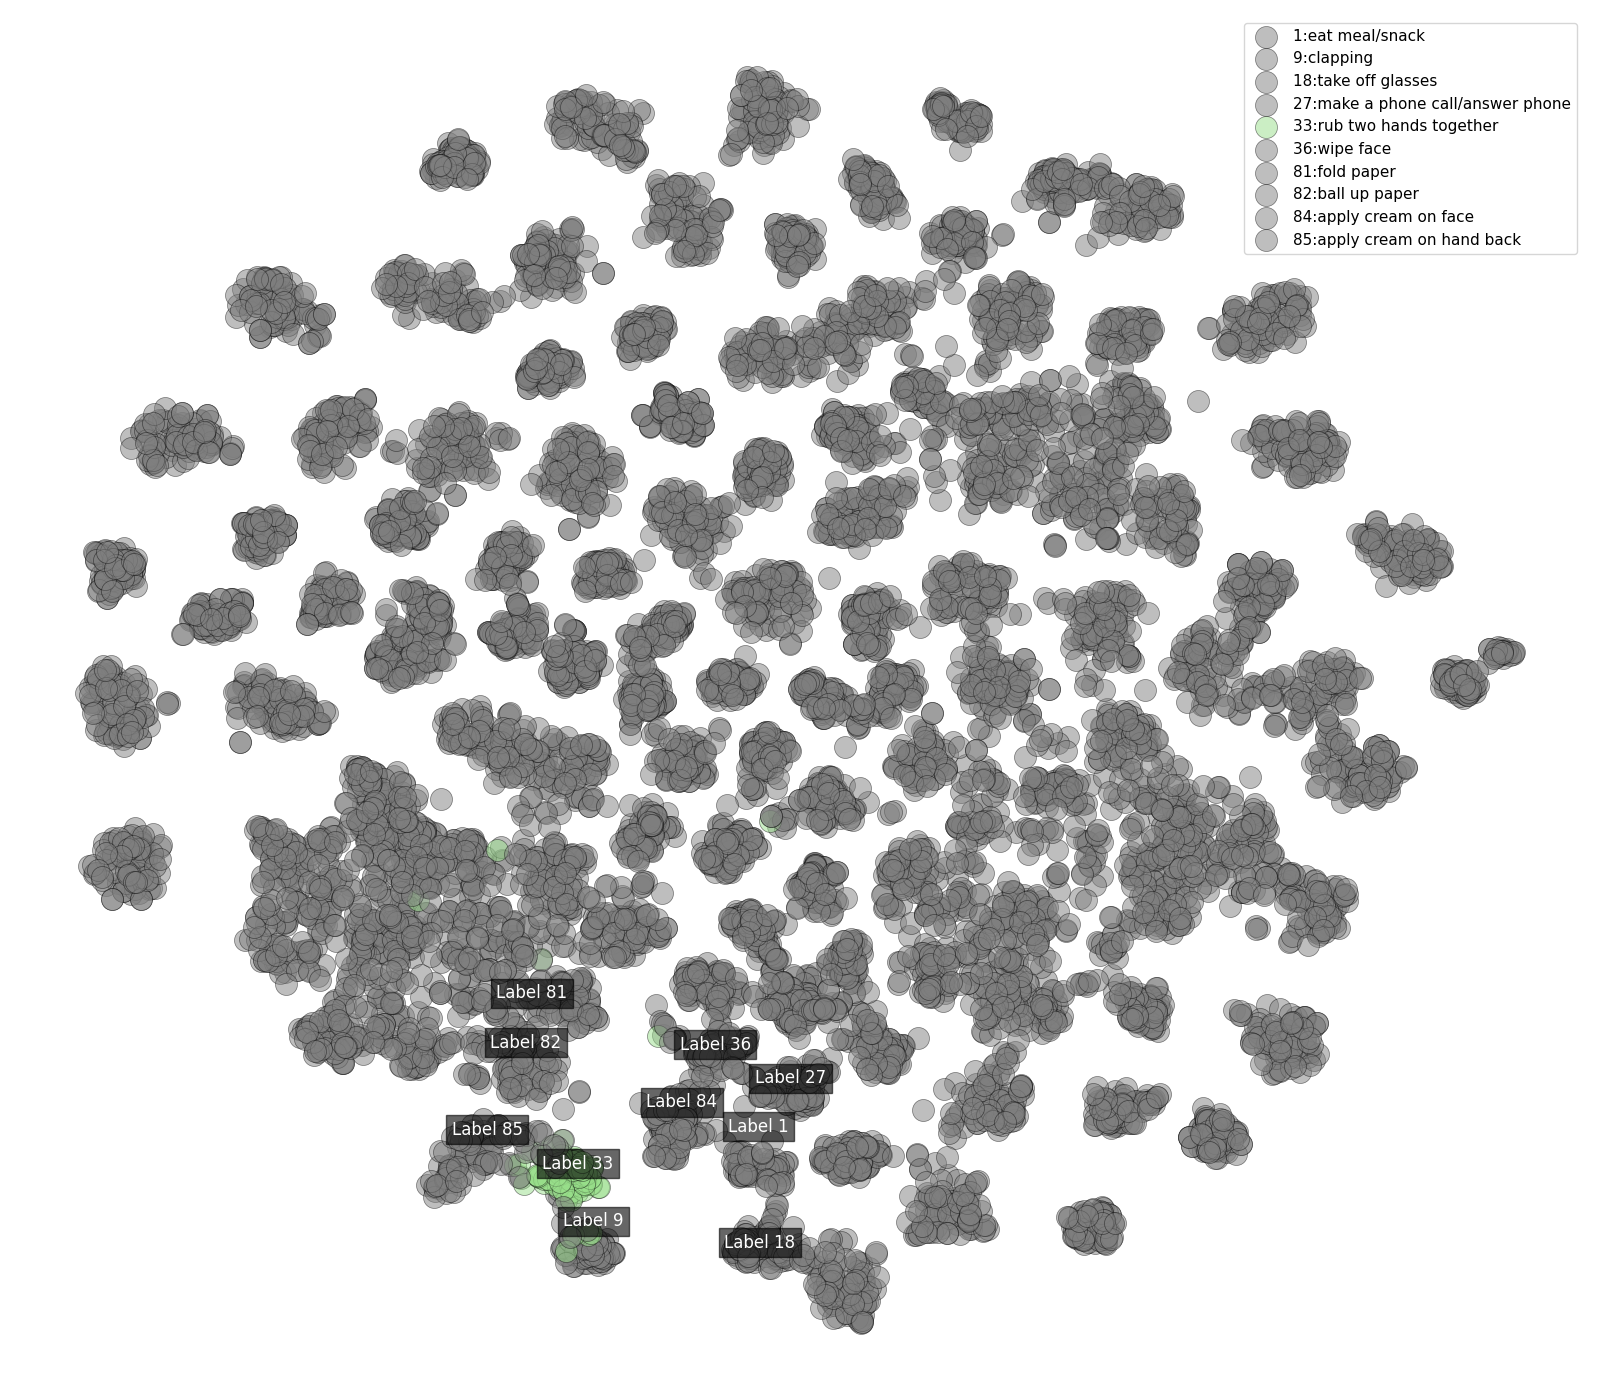 1:eat meal/snack
9:clapping
18:take off glasses
27:make a phone call/answer phone
33:rub two hands together
36:wipe face
81:fold paper
82:ball up paper
84:apply cream on face
85:apply cream on hand back
Label 81
Label 82
Label 36
Label 27
Label 84
Label 1
Label 85
Label 33
Label 9
Label 18